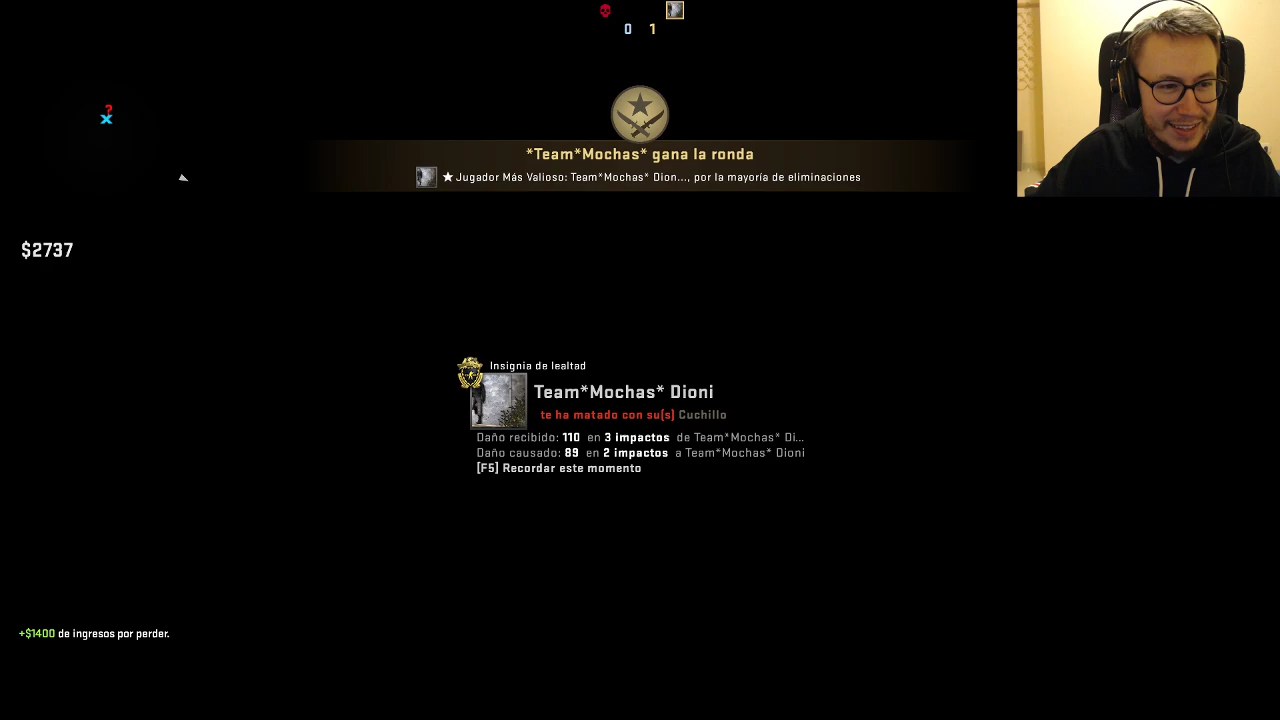 0 1
*Team*Mochas* gana la ronda
★ Jugador Más Valioso: Team*Mochas* Dion..., por la mayoría de eliminaciones
?
x
$2737
Insignia de lealtad
Team*Mochas* Dioni
te ha matado con su(s) Cuchillo
Daño recibido: 110 en 3 impactos de Team*Mochas* Di...
Daño causado: 89 en 2 impactos a Team*Mochas* Dioni
[F5] Recordar este momento
+$1400 de ingresos por perder.